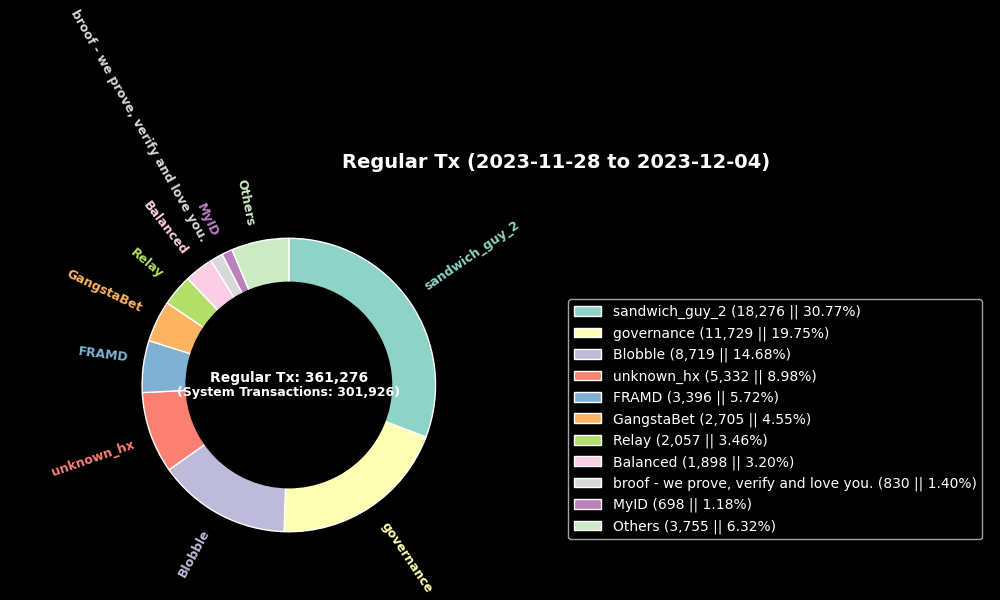 Regular Tx (2023-11-28 to 2023-12-04)
broof - we prove, verify and love you.
MyID
Others
Balanced
Relay
GangstaBet
FRAMD
unknown_hx
Blobble
governance
sandwich_guy_2
Regular Tx: 361,276
(System Transactions: 301,926)
sandwich_guy_2 (18,276 || 30.77%)
governance (11,729 || 19.75%)
Blobble (8,719 || 14.68%)
unknown_hx (5,332 || 8.98%)
FRAMD (3,396 || 5.72%)
GangstaBet (2,705 || 4.55%)
Relay (2,057 || 3.46%)
Balanced (1,898 || 3.20%)
broof - we prove, verify and love you. (830 || 1.40%)
MyID (698 || 1.18%)
Others (3,755 || 6.32%)